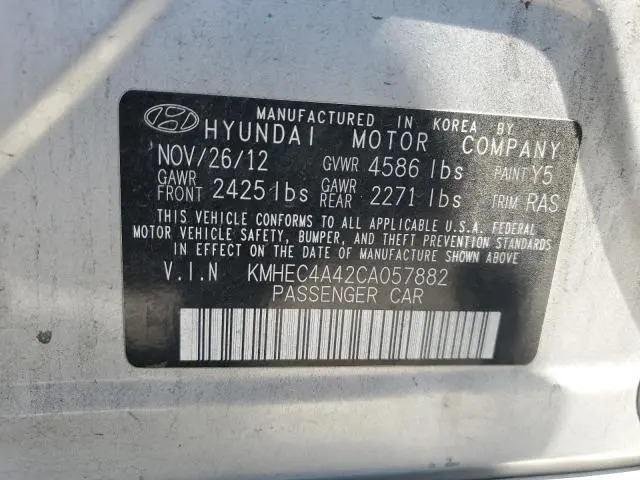 MANUFACTURED IN KOREA BY
HYUNDAI MOTOR COMPANY
NOV/26/12 GVWR 4586 lbs PAINT Y5
GAWR FRONT 2425 lbs GAWR REAR 2271 lbs TRIM RAS
THIS VEHICLE CONFORMS TO ALL APPLICABLE U.S.A. FEDERAL
MOTOR VEHICLE SAFETY, BUMPER, AND THEFT PREVENTION STANDARDS
IN EFFECT ON THE DATE OF MANUFACTURE SHOWN ABOVE
V.I.N KMHEC4A42CA057882
PASSENGER CAR